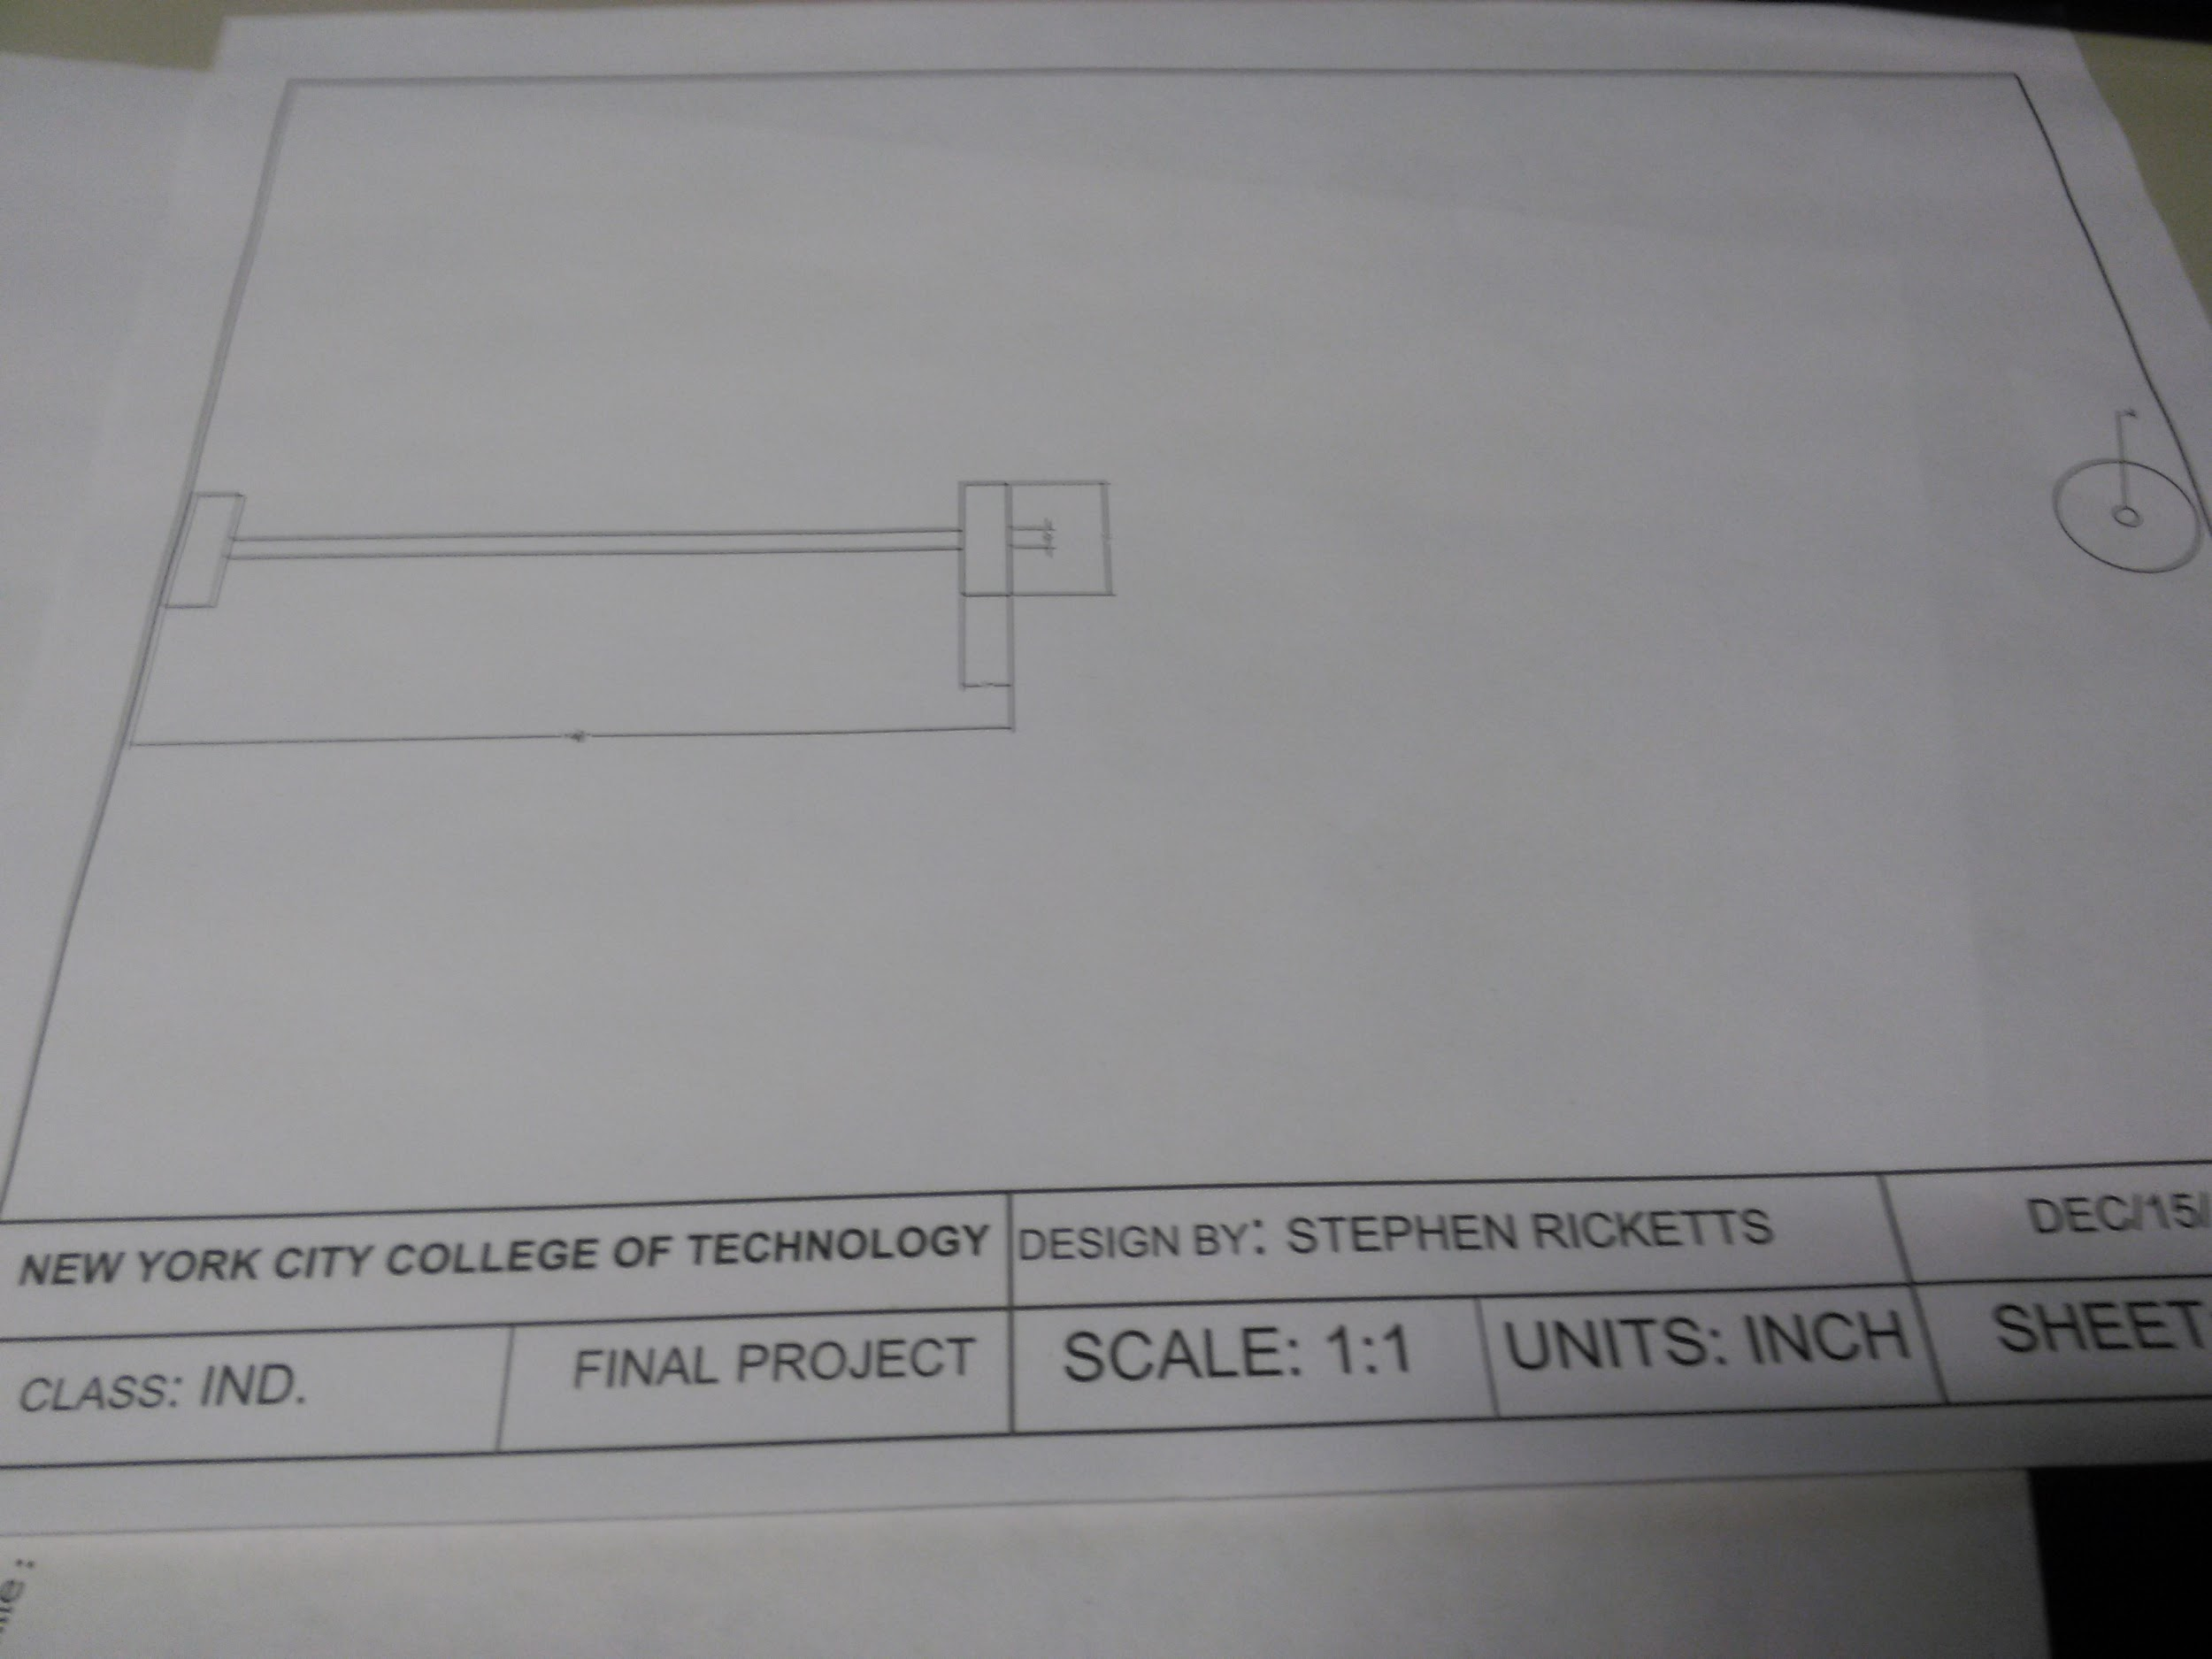 NEW YORK CITY COLLEGE OF TECHNOLOGY DESIGN BY: STEPHEN RICKETTS DEC/15/
CLASS: IND. FINAL PROJECT SCALE: 1:1 UNITS: INCH SHEET